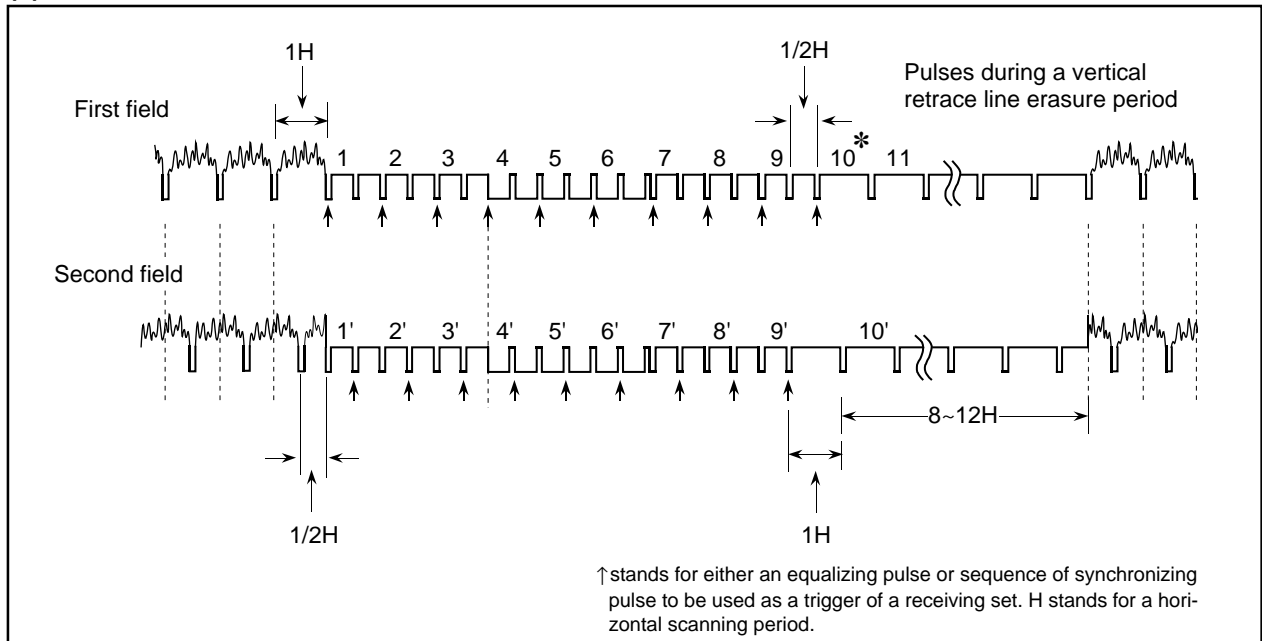 1H
1/2H
Pulses during a vertical
retrace line erasure period
First field
1 2 3 4 5 6 7 8 9 10* 11
Second field
1' 2' 3' 4' 5' 6' 7' 8' 9' 10'
8~12H
1/2H
1H
↑stands for either an equalizing pulse or sequence of synchronizing
pulse to be used as a trigger of a receiving set. H stands for a hori-
zontal scanning period.